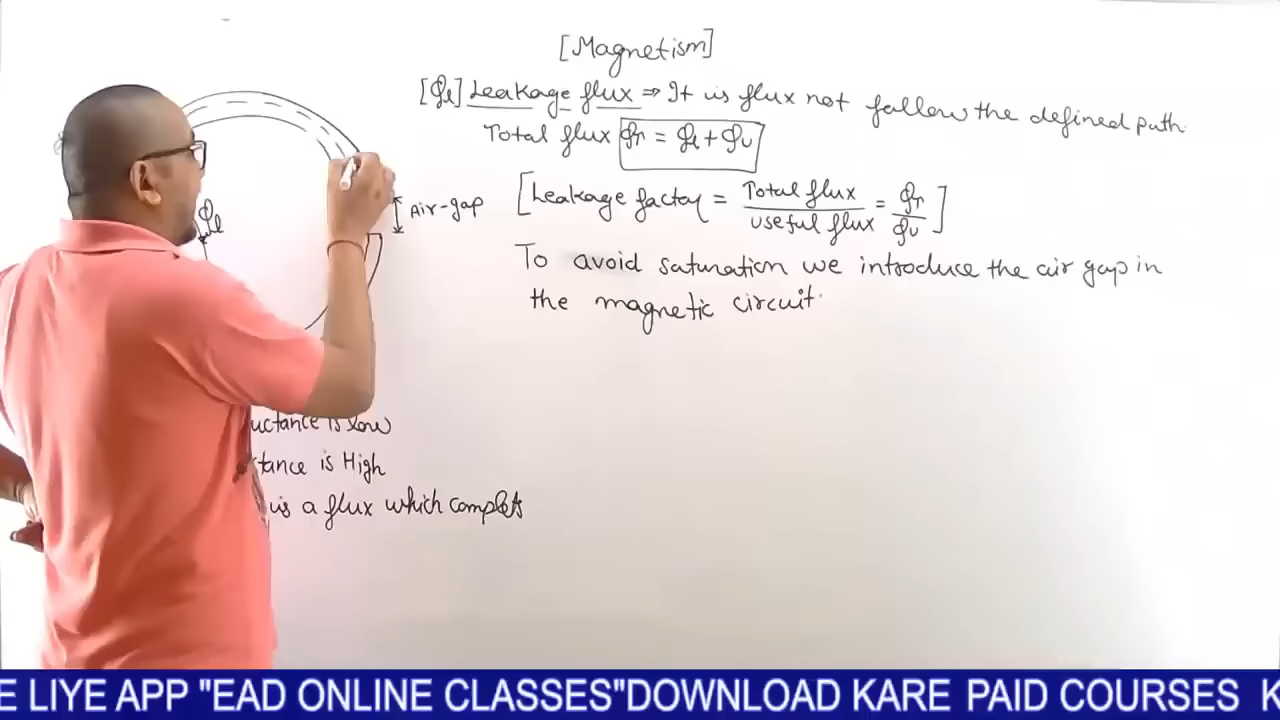 [Magnetism]
[φl] Leakage flux ⇒ It is flux not follow the defined path.
Total flux φT = φl + φu
[Leakage factor = Total flux / useful flux = φT / φu]
To avoid saturation we introduce the air gap in
the magnetic circuit.
φl
Air-gap
uctance is low
tance is High
is a flux which complets
E LIYE APP "EAD ONLINE CLASSES"DOWNLOAD KARE PAID COURSES K